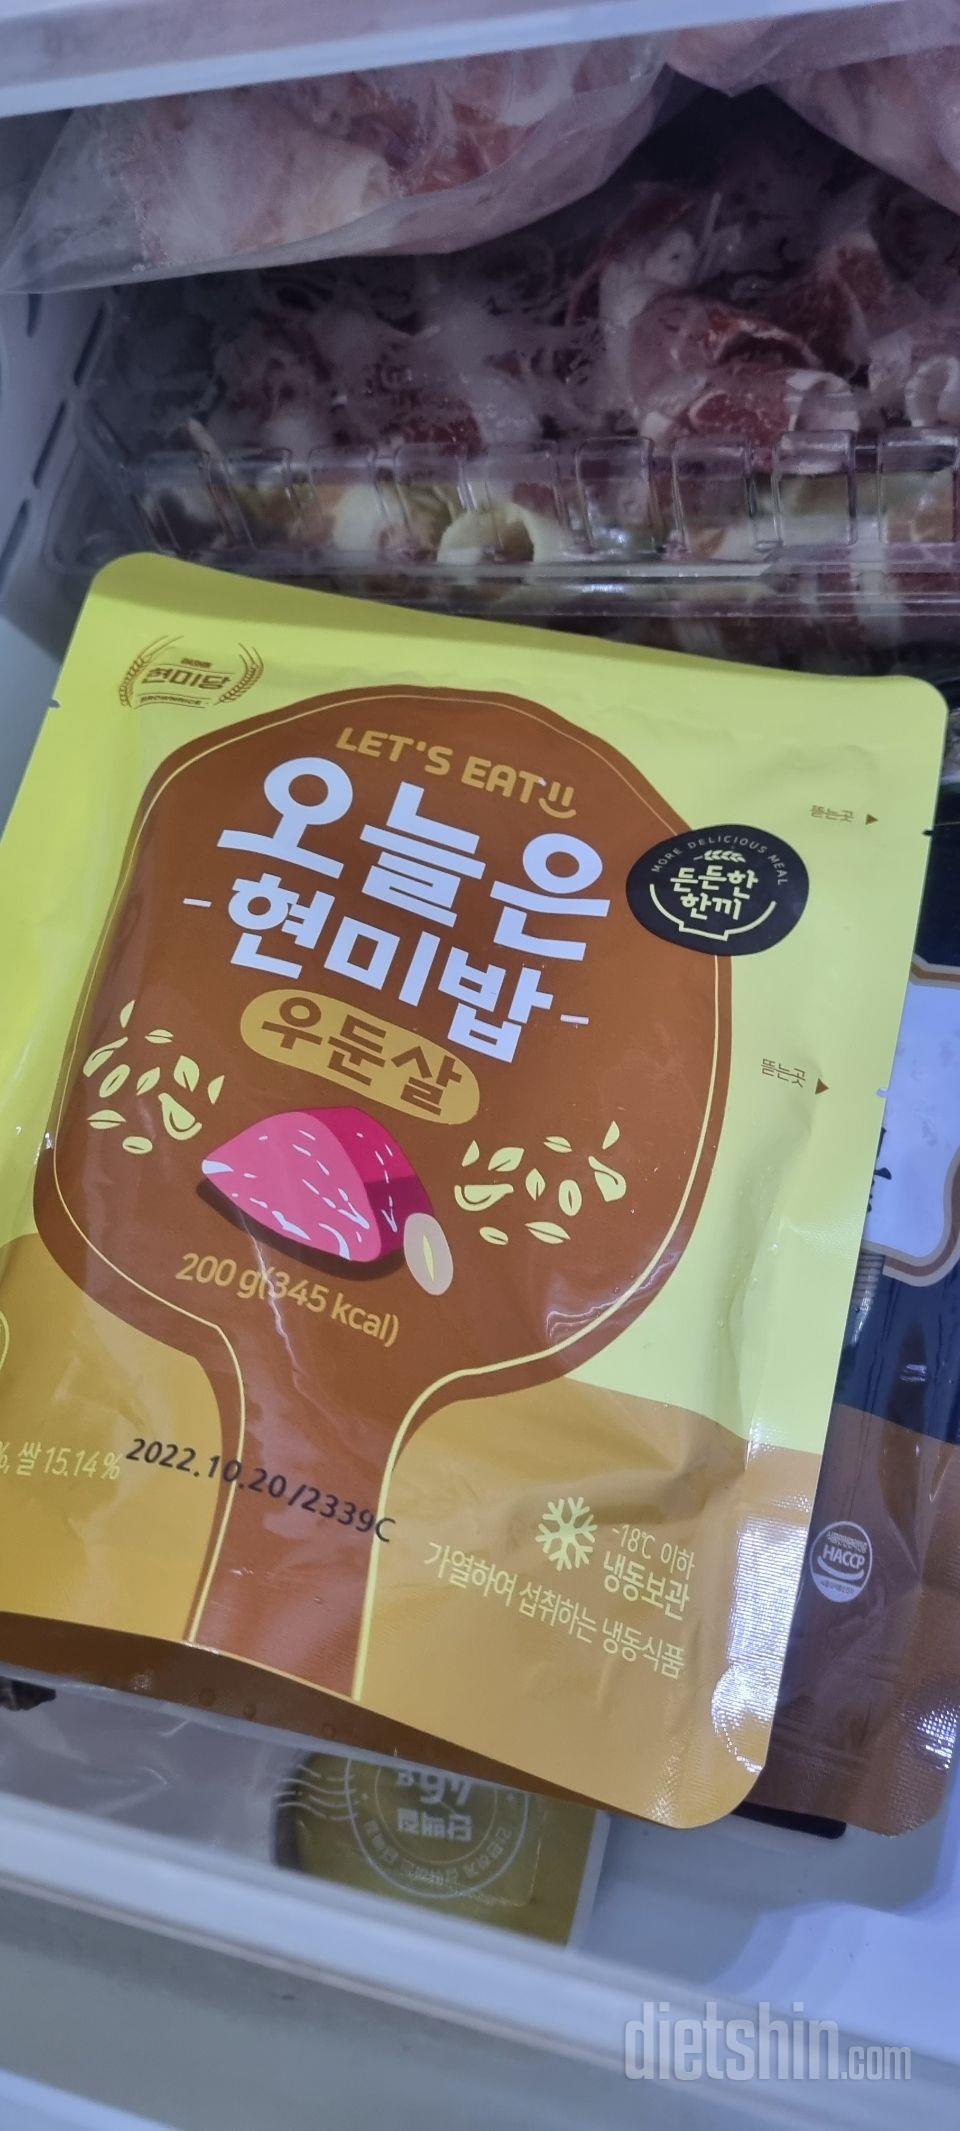 현미당
BROWNRICE
LET'S EAT
오늘은
-현미밥-
우둔살
MORE DELICIOUS MEAL
든든한
한끼
뜯는곳 ▶
뜯는곳 ▶
200 g(345 kcal)
%, 쌀 15.14%
2022.10.20/2339C
-18℃ 이하
냉동보관
가열하여 섭취하는 냉동식품
HACCP
dietshin.com